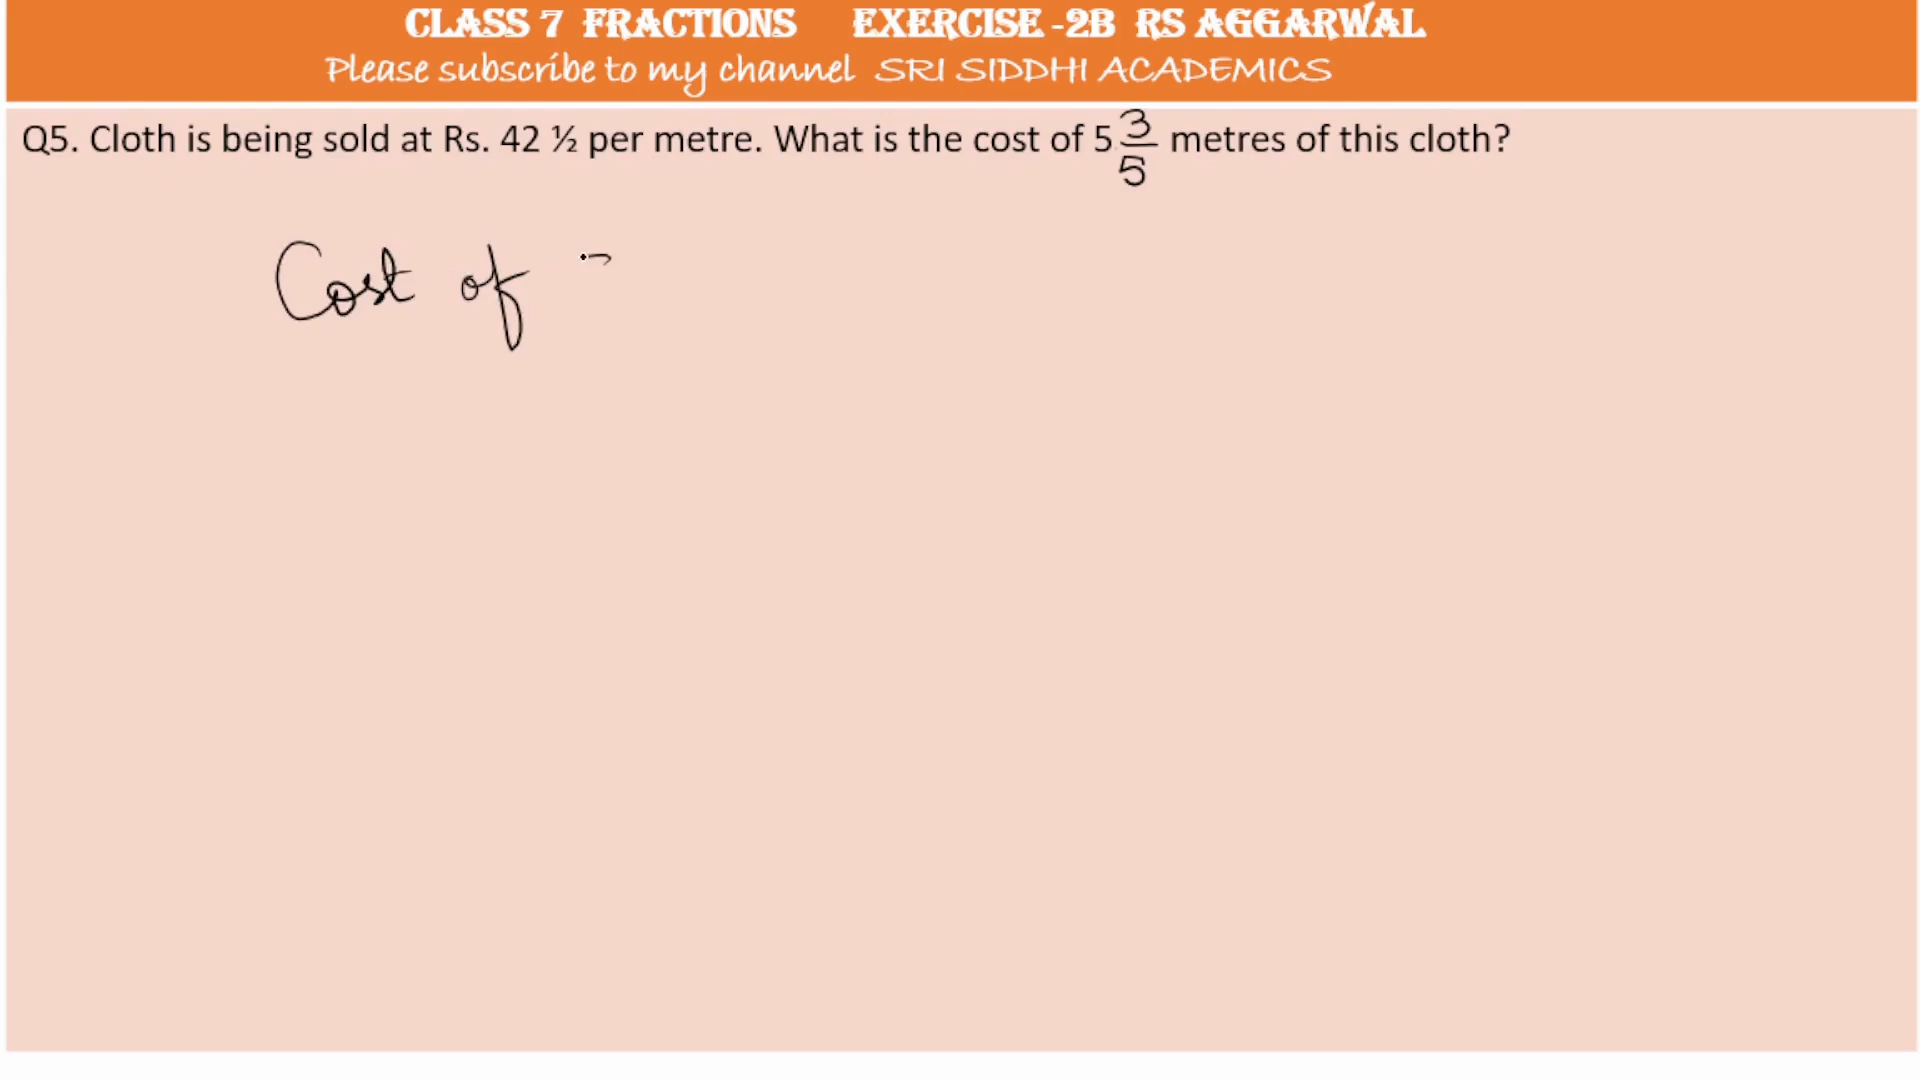 CLASS 7 FRACTIONS EXERCISE -2B RS AGGARWAL
Please subscribe to my channel SRI SIDDHI ACADEMICS
Q5. Cloth is being sold at Rs. 42 ½ per metre. What is the cost of 5 3/5 metres of this cloth?
Cost of